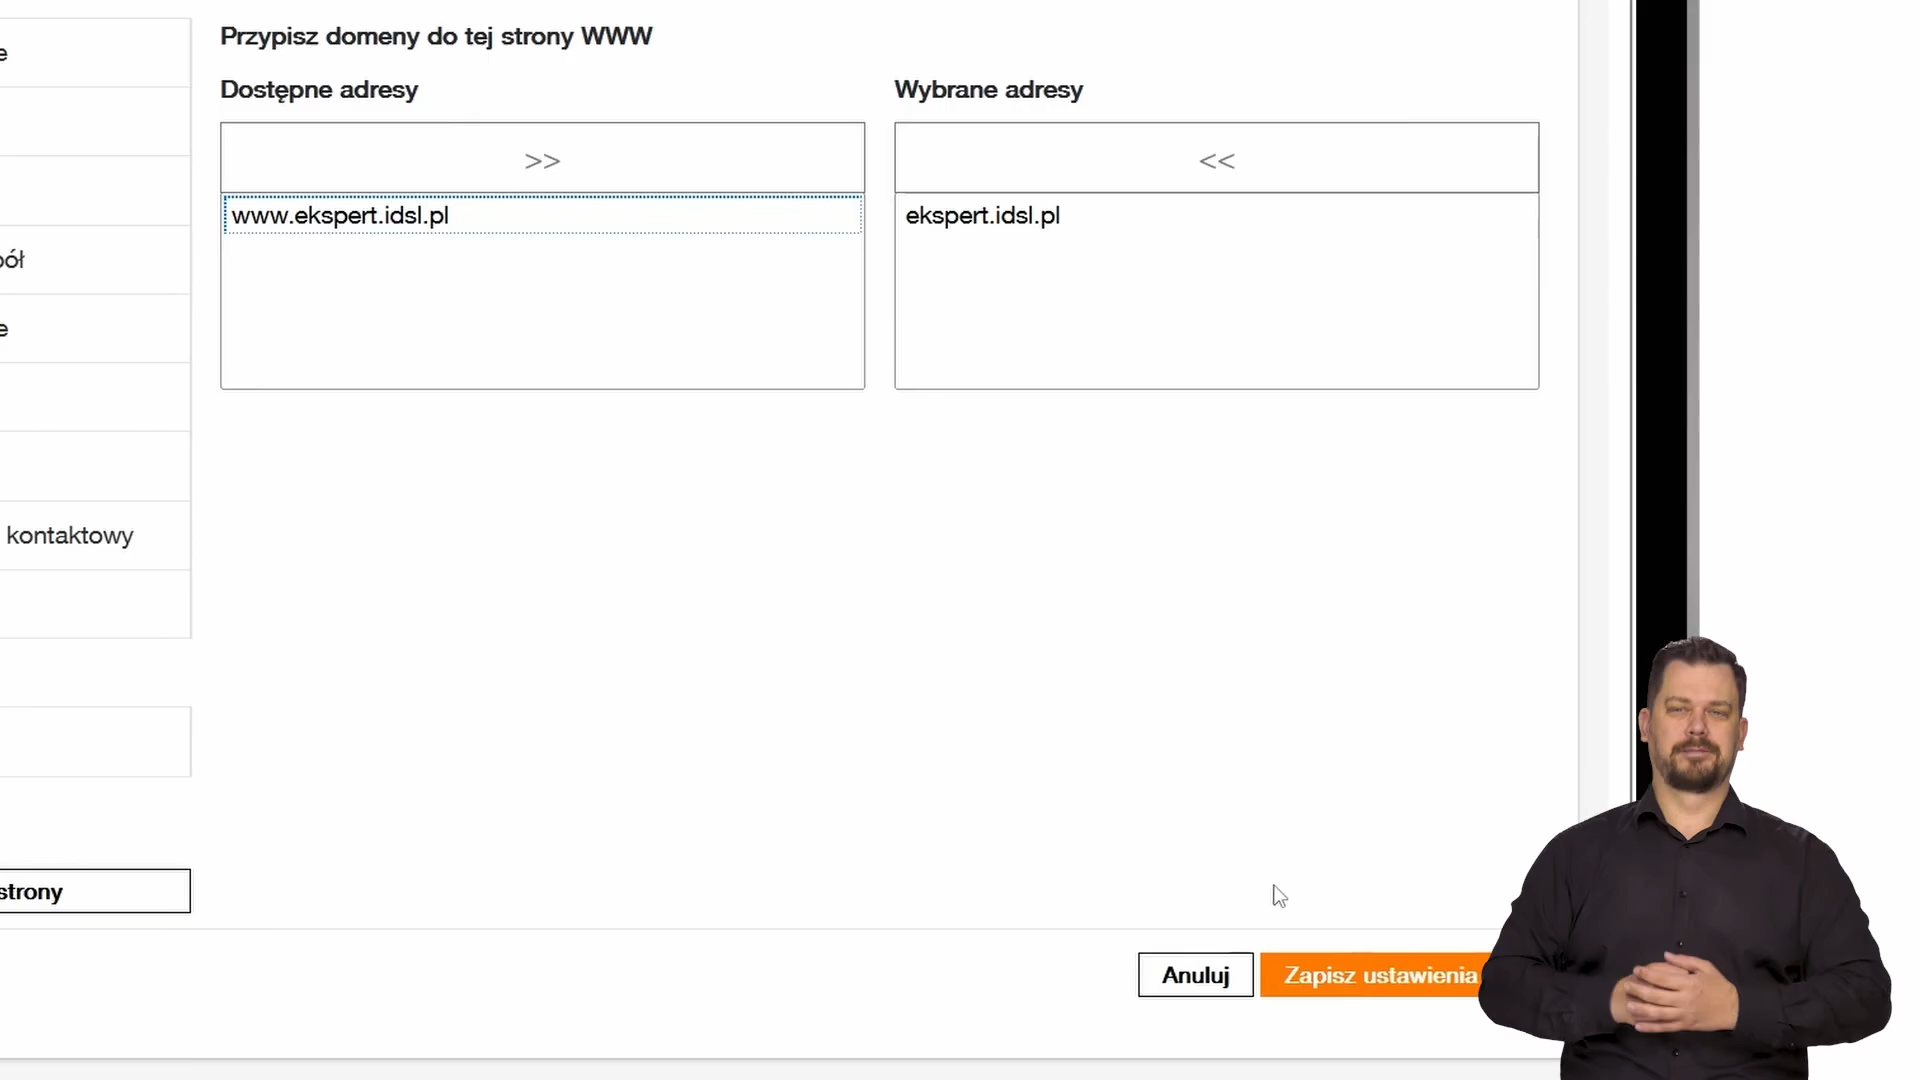 Przypisz domeny do tej strony WWW
Dostępne adresy
Wybrane adresy
>>
<<
www.ekspert.idsl.pl
ekspert.idsl.pl
e
ół
e
kontaktowy
strony
Anuluj
Zapisz ustawienia